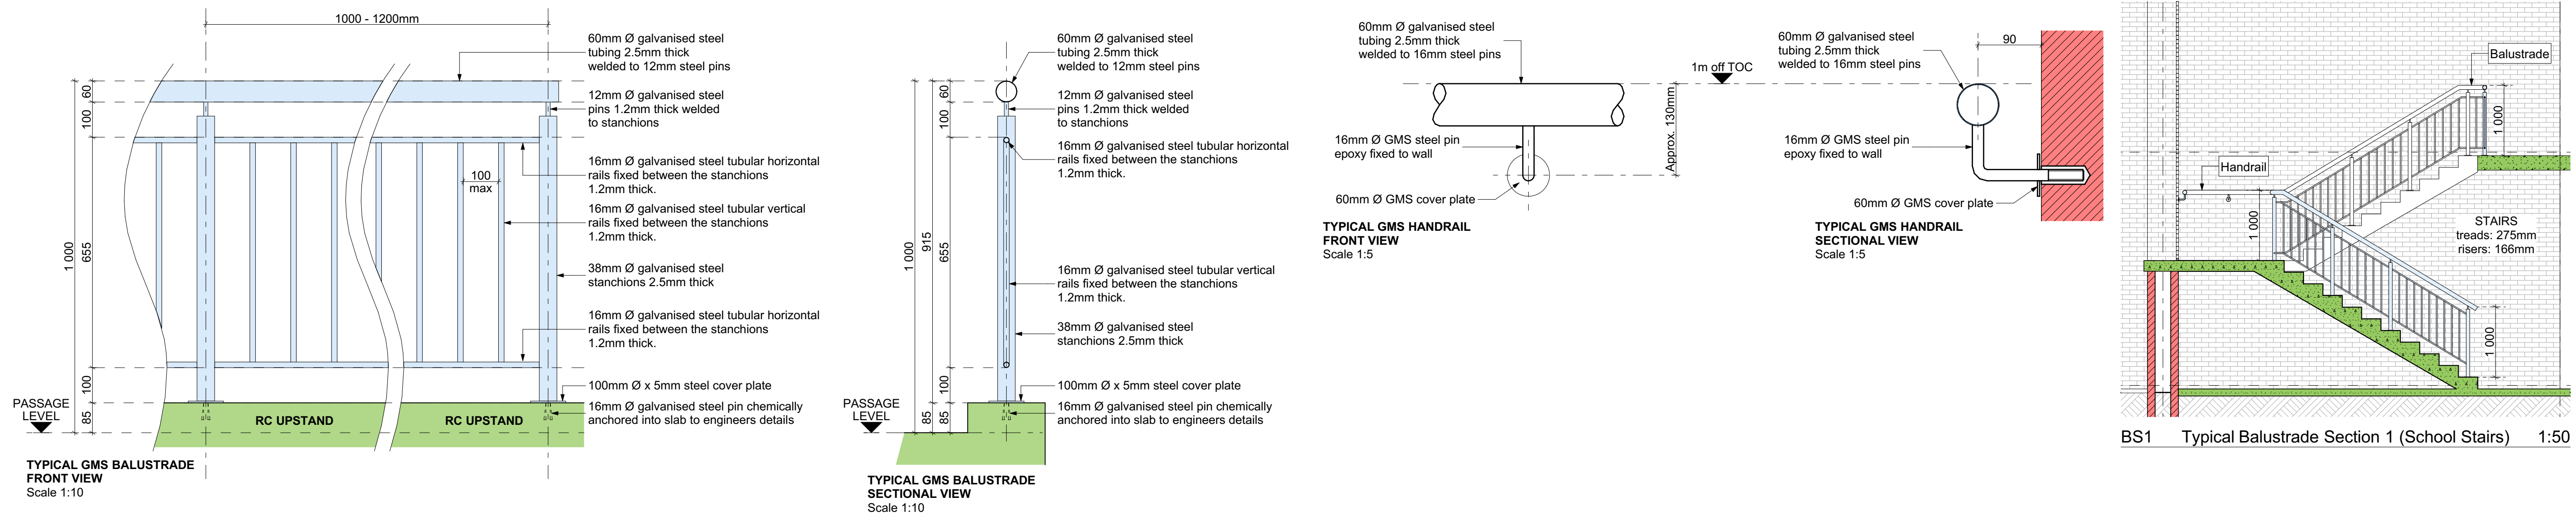 1000 - 1200mm
60mm Ø galvanised steel
tubing 2.5mm thick
welded to 12mm steel pins
12mm Ø galvanised steel
pins 1.2mm thick welded
to stanchions
16mm Ø galvanised steel tubular horizontal
rails fixed between the stanchions
1.2mm thick.
16mm Ø galvanised steel tubular vertical
rails fixed between the stanchions
1.2mm thick.
38mm Ø galvanised steel
stanchions 2.5mm thick
16mm Ø galvanised steel tubular horizontal
rails fixed between the stanchions
1.2mm thick.
100mm Ø x 5mm steel cover plate
16mm Ø galvanised steel pin chemically
anchored into slab to engineers details
100
max
60
100
655
100
85
1 000
PASSAGE
LEVEL
RC UPSTAND
RC UPSTAND
TYPICAL GMS BALUSTRADE
FRONT VIEW
Scale 1:10
60mm Ø galvanised steel
tubing 2.5mm thick
welded to 12mm steel pins
12mm Ø galvanised steel
pins 1.2mm thick welded
to stanchions
16mm Ø galvanised steel tubular horizontal
rails fixed between the stanchions
1.2mm thick.
16mm Ø galvanised steel tubular vertical
rails fixed between the stanchions
1.2mm thick.
38mm Ø galvanised steel
stanchions 2.5mm thick
100mm Ø x 5mm steel cover plate
16mm Ø galvanised steel pin chemically
anchored into slab to engineers details
60
100
655
100
85
915
85
1 000
PASSAGE
LEVEL
TYPICAL GMS BALUSTRADE
SECTIONAL VIEW
Scale 1:10
60mm Ø galvanised steel
tubing 2.5mm thick
welded to 16mm steel pins
16mm Ø GMS steel pin
epoxy fixed to wall
60mm Ø GMS cover plate
TYPICAL GMS HANDRAIL
FRONT VIEW
Scale 1:5
1m off TOC
Approx. 130mm
60mm Ø galvanised steel
tubing 2.5mm thick
welded to 16mm steel pins
90
16mm Ø GMS steel pin
epoxy fixed to wall
60mm Ø GMS cover plate
TYPICAL GMS HANDRAIL
SECTIONAL VIEW
Scale 1:5
Balustrade
Handrail
1 000
1 000
1 000
STAIRS
treads: 275mm
risers: 166mm
BS1 Typical Balustrade Section 1 (School Stairs) 1:50